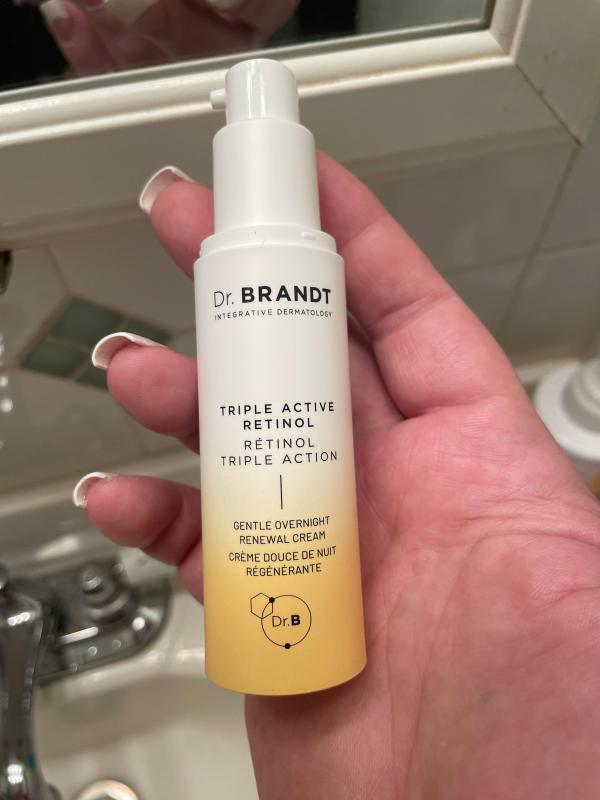 Dr. BRANDT
INTEGRATIVE DERMATOLOGY
TRIPLE ACTIVE
RETINOL
RÉTINOL
TRIPLE ACTION
GENTLE OVERNIGHT
RENEWAL CREAM
CRÈME DOUCE DE NUIT
RÉGÉNÉRANTE
Dr.B